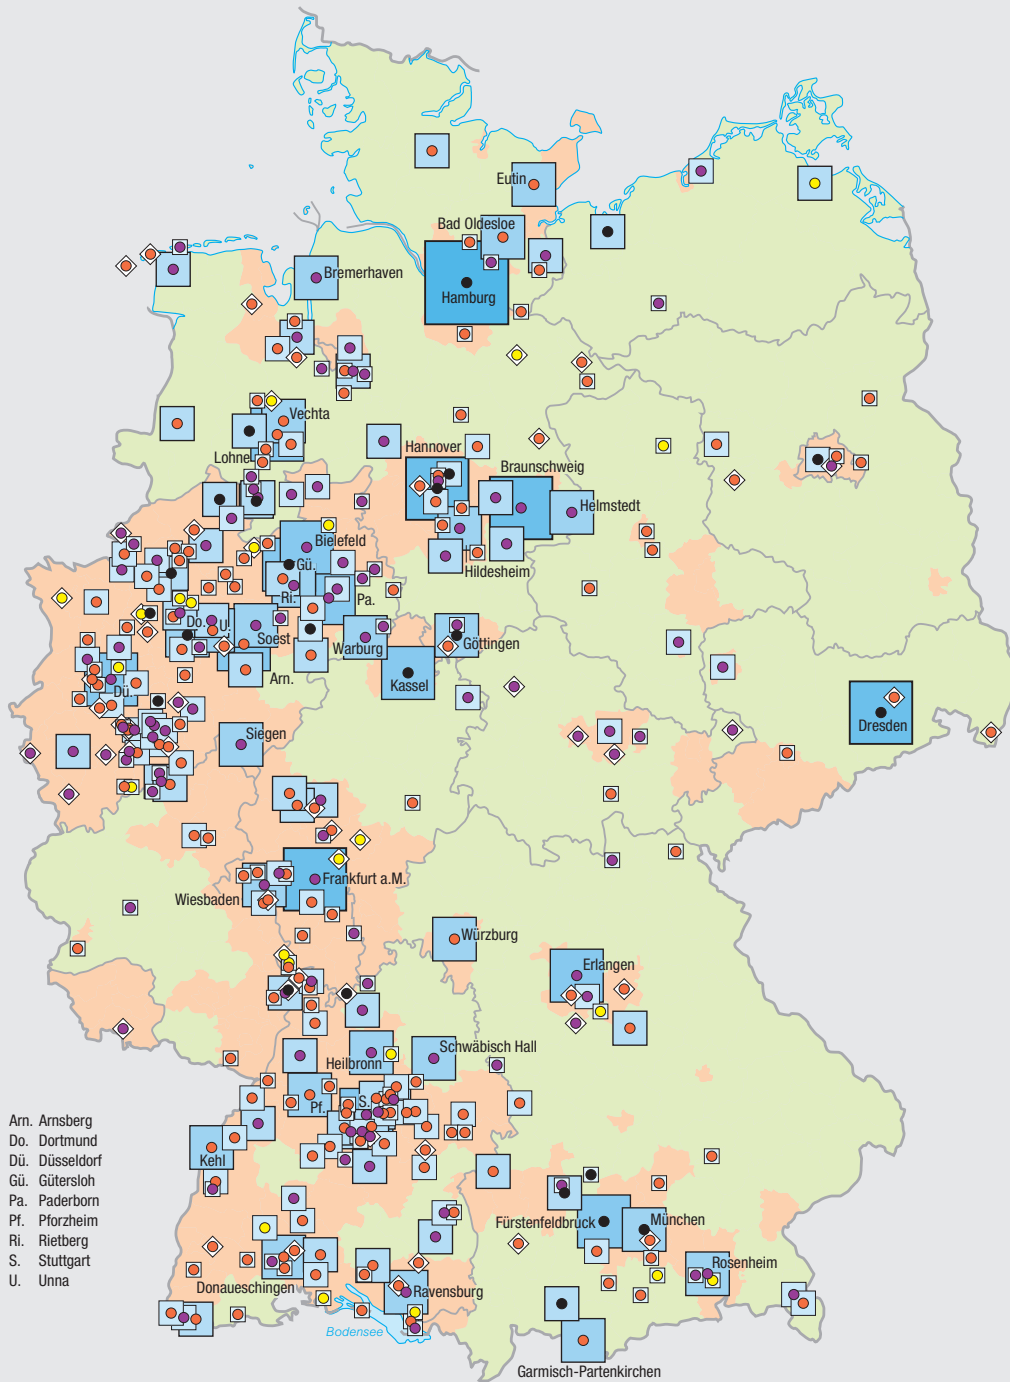 Eutin
Bad Oldesloe
Bremerhaven
Hamburg
Vechta
Lohne
Hannover
Braunschweig
Helmstedt
Bielefeld
Gü.
Hildesheim
Ri.
Pa.
Do.
U.
Soest
Warburg
Göttingen
Arn.
Kassel
Dü.
Dresden
Siegen
Frankfurt a.M.
Wiesbaden
Würzburg
Erlangen
Schwäbisch Hall
Heilbronn
Pf.
S.
Kehl
Arn. Arnsberg
Do. Dortmund
Dü. Düsseldorf
Gü. Gütersloh
Pa. Paderborn
Pf. Pforzheim
Ri. Rietberg
S. Stuttgart
U. Unna
Fürstenfeldbruck
München
Rosenheim
Donaueschingen
Ravensburg
Bodensee
Garmisch-Partenkirchen